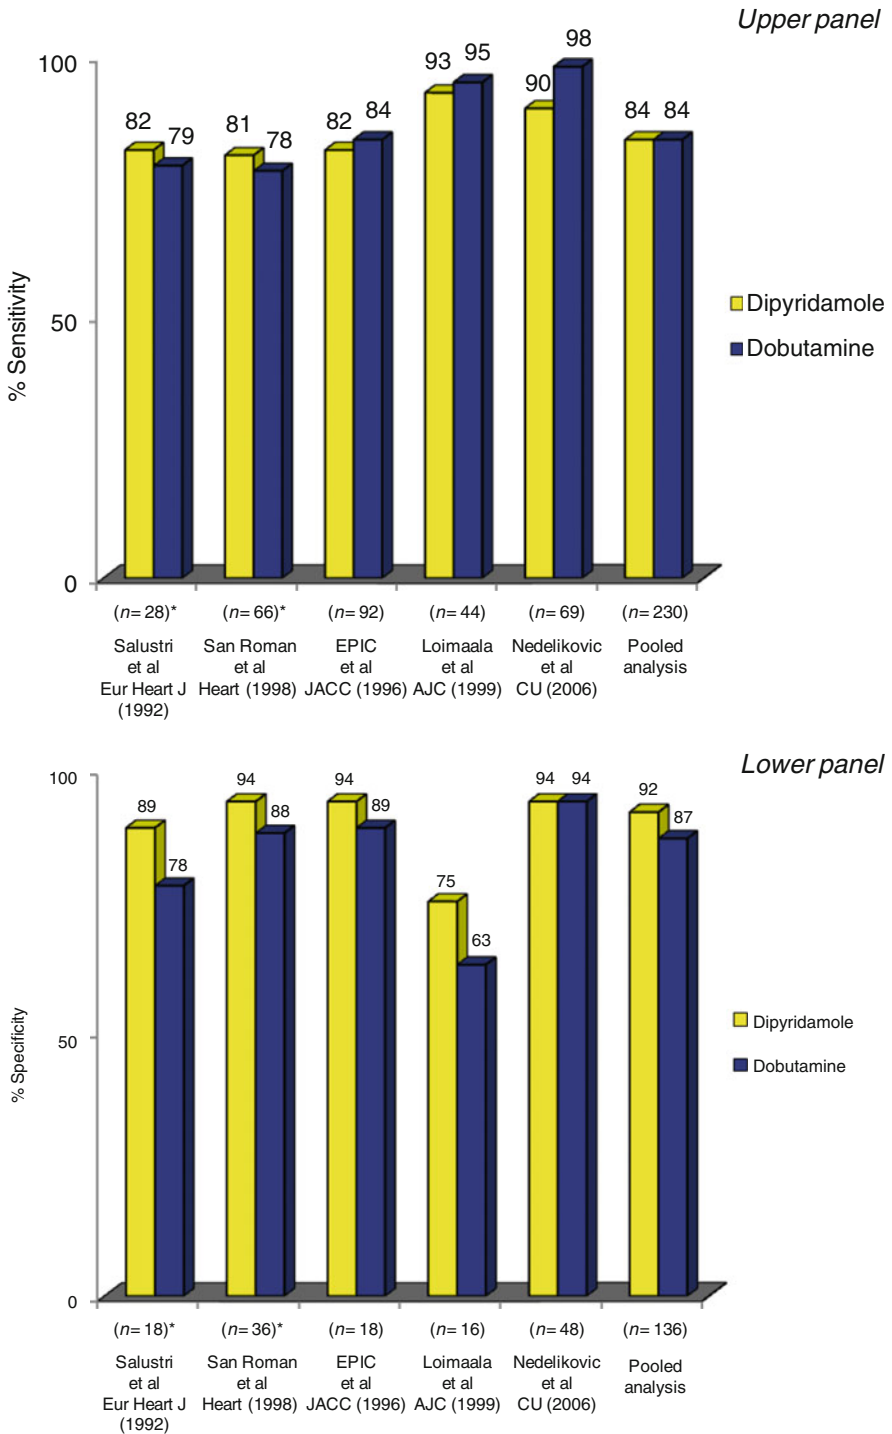 Upper panel
% Sensitivity
100
50
0
82 79 81 78 82 84 93 95 90 98 84 84
Dipyridamole
Dobutamine
(n= 28)* (n= 66)* (n= 92) (n= 44) (n= 69) (n= 230)
Salustri San Roman EPIC Loimaala Nedelikovic Pooled
et al et al et al et al et al analysis
Eur Heart J Heart (1998) JACC (1996) AJC (1999) CU (2006)
(1992)
Lower panel
% Specificity
100
50
0
89 78 94 88 94 89 75 63 94 94 92 87
Dipyridamole
Dobutamine
(n= 18)* (n= 36)* (n= 18) (n= 16) (n= 48) (n= 136)
Salustri San Roman EPIC Loimaala Nedelikovic Pooled
et al et al et al et al et al analysis
Eur Heart J Heart (1998) JACC (1996) AJC (1999) CU (2006)
(1992)